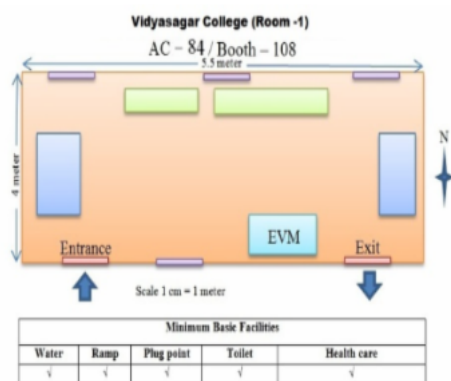 Vidyasagar College (Room -1)
AC – 84 / Booth – 108
5.5 meter
4 meter
N
EVM
Entrance
Exit
Scale 1 cm = 1 meter
Minimum Basic Facilities
Water Ramp Plug point Toilet Health care
√ √ √ √ √